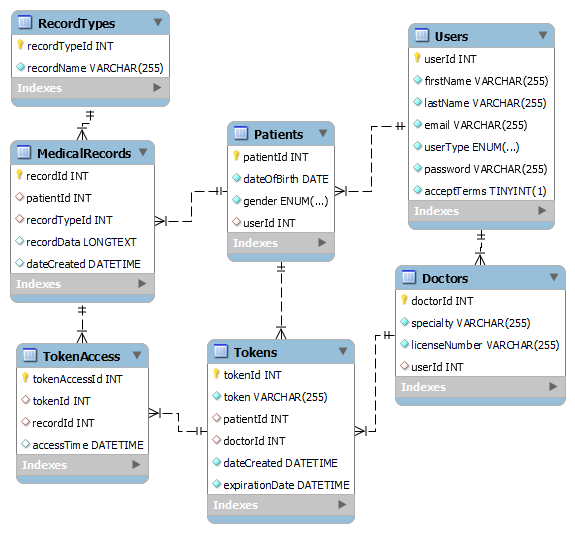 RecordTypes
recordTypeId INT
recordName VARCHAR(255)
Indexes
Users
userId INT
firstName VARCHAR(255)
lastName VARCHAR(255)
email VARCHAR(255)
userType ENUM(...)
password VARCHAR(255)
acceptTerms TINYINT(1)
Indexes
MedicalRecords
recordId INT
patientId INT
recordTypeId INT
recordData LONGTEXT
dateCreated DATETIME
Indexes
Patients
patientId INT
dateOfBirth DATE
gender ENUM(...)
userId INT
Indexes
Doctors
doctorId INT
specialty VARCHAR(255)
licenseNumber VARCHAR(255)
userId INT
Indexes
TokenAccess
tokenAccessId INT
tokenId INT
recordId INT
accessTime DATETIME
Indexes
Tokens
tokenId INT
token VARCHAR(255)
patientId INT
doctorId INT
dateCreated DATETIME
expirationDate DATETIME
Indexes